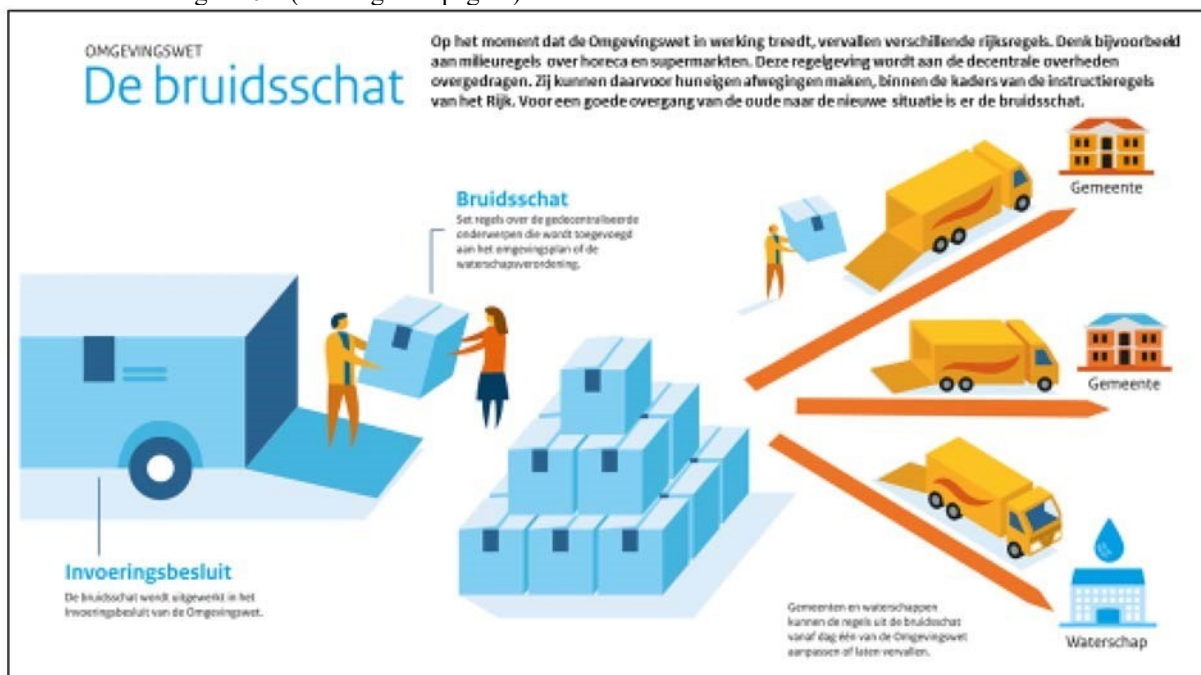 OMGEVINGSWET
De bruidsschat
Op het moment dat de Omgevingswet in werking treedt, vervallen verschillende rijksregels. Denk bijvoorbeeld
aan milieuregels over horeca en supermarkten. Deze regelgeving wordt aan de decentrale overheden
overgedragen. Zij kunnen daarvoor hun eigen afwegingen maken, binnen de kaders van de instructieregels
van het Rijk. Voor een goede overgang van de oude naar de nieuwe situatie is er de bruidsschat.
Gemeente
Bruidsschat
Set regels over de gedecentraliseerde
onderwerpen die wordt toegevoegd
aan het omgevingsplan of de
waterschapsverordening.
Gemeente
Invoeringsbesluit
De bruidsschat wordt uitgewerkt in het
Invoeringsbesluit van de Omgevingswet.
Gemeenten en waterschappen
kunnen de regels uit de bruidsschat
vanaf dag één van de Omgevingswet
aanpassen of laten vervallen.
Waterschap